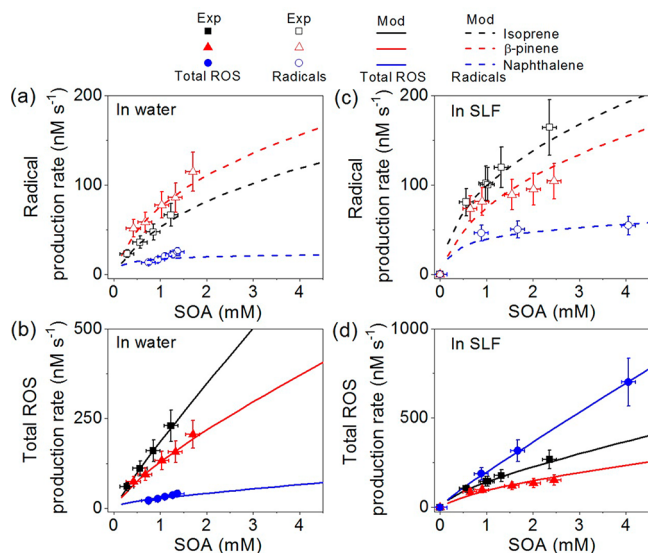 Exp Exp Mod Mod
Isoprene
β-pinene
Naphthalene
Total ROS Radicals Total ROS Radicals
(a) (c)
In water In SLF
200 200
100 100
0 0
Radical
production rate (nM s⁻¹)
Radical
production rate (nM s⁻¹)
0 1 2 3 4 0 1 2 3 4
SOA (mM) SOA (mM)
(b) (d)
In water In SLF
500 1000
250 500
0 0
Total ROS
production rate (nM s⁻¹)
Total ROS
production rate (nM s⁻¹)
0 1 2 3 4 0 1 2 3 4
SOA (mM) SOA (mM)